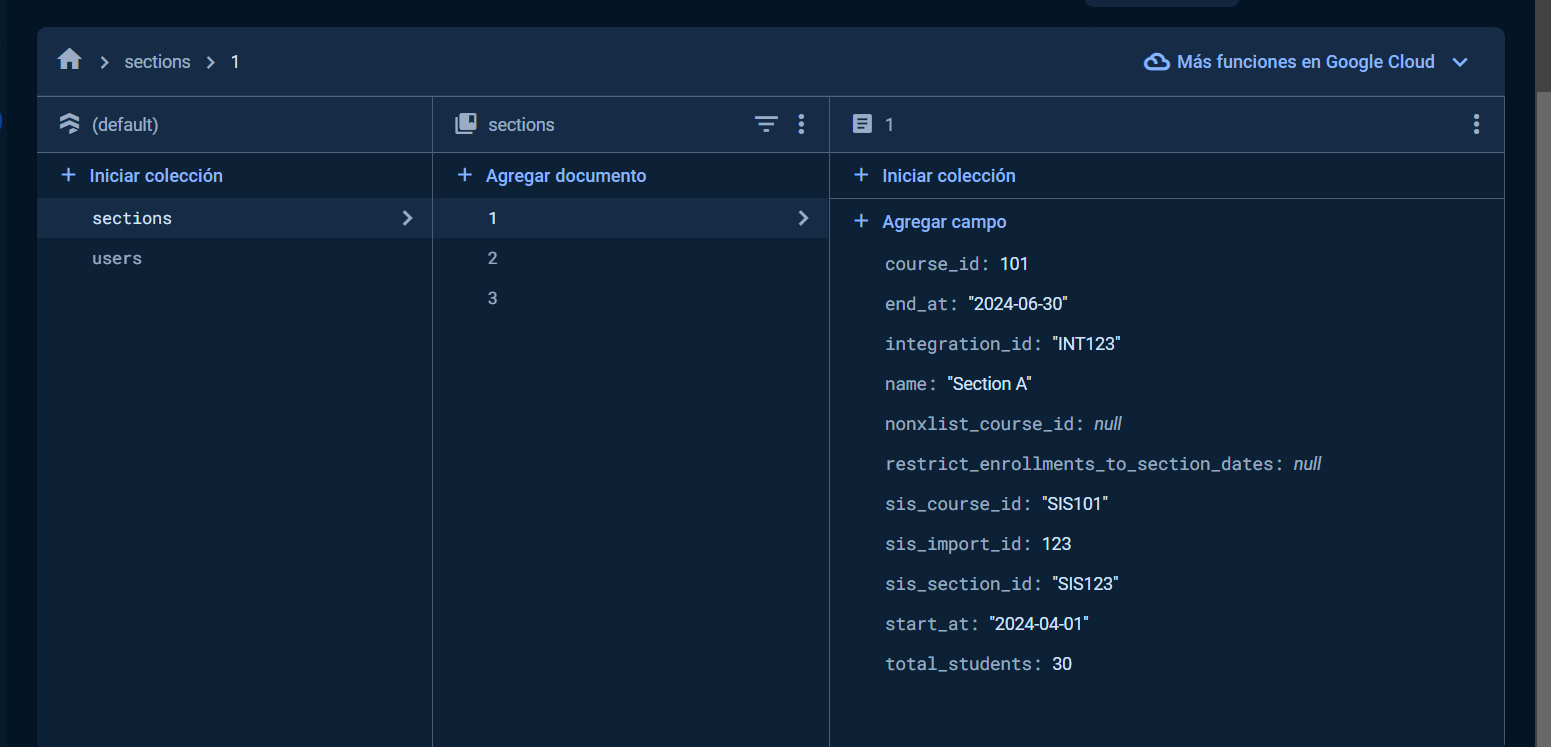 sections 1
Más funciones en Google Cloud
(default)
sections
1
Iniciar colección
Agregar documento
Iniciar colección
sections
users
1
2
3
Agregar campo
course_id: 101
end_at: "2024-06-30"
integration_id: "INT123"
name: "Section A"
nonxlist_course_id: null
restrict_enrollments_to_section_dates: null
sis_course_id: "SIS101"
sis_import_id: 123
sis_section_id: "SIS123"
start_at: "2024-04-01"
total_students: 30